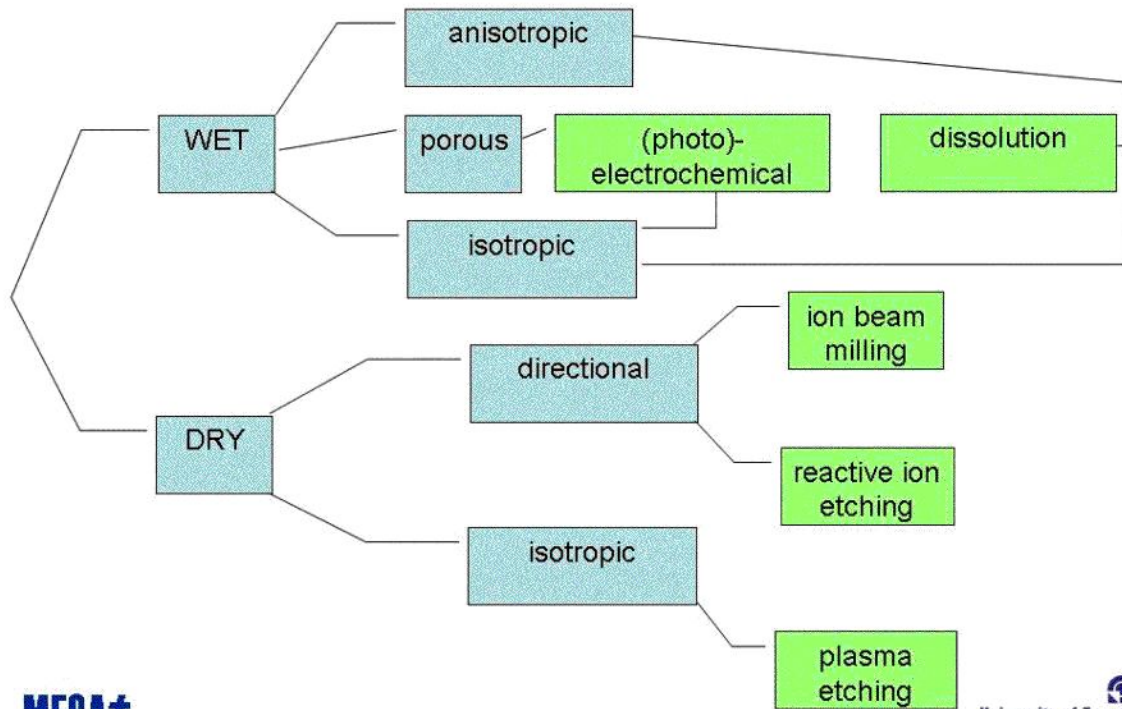 anisotropic
WET
porous
(photo)-
electrochemical
dissolution
isotropic
ion beam
milling
directional
DRY
reactive ion
etching
isotropic
plasma
etching